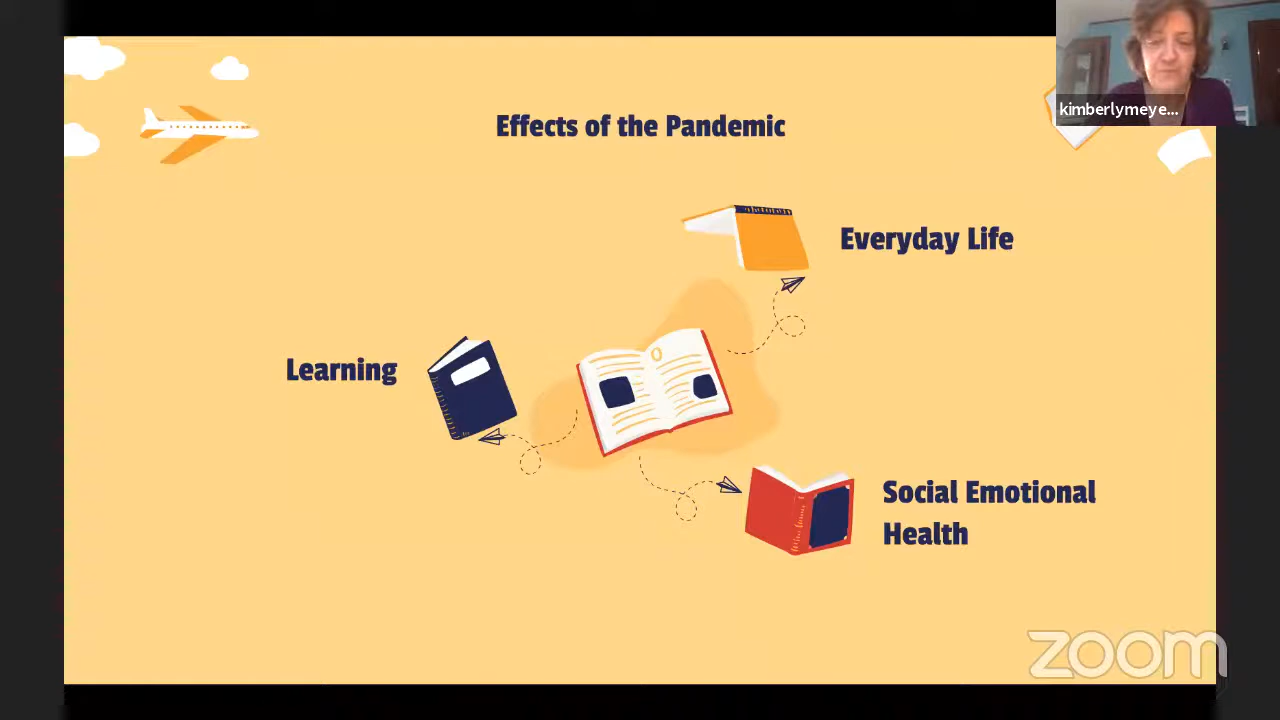 kimberlymeye...
Effects of the Pandemic
Everyday Life
Learning
Social Emotional
Health
zoom